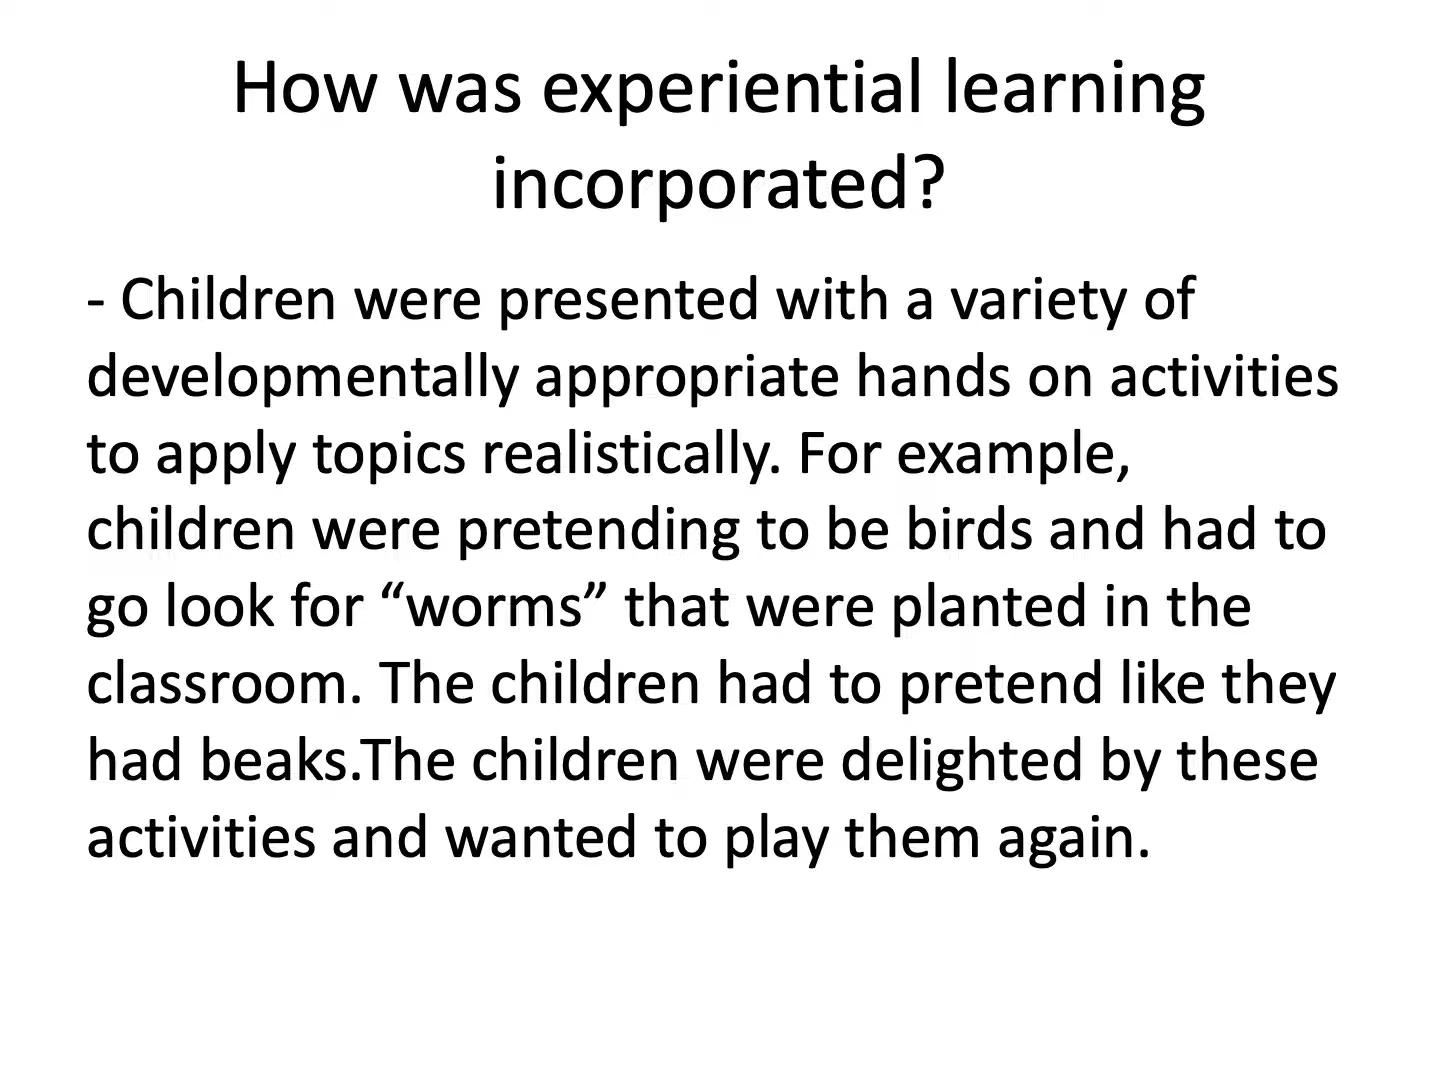 How was experiential learning
incorporated?
- Children were presented with a variety of
developmentally appropriate hands on activities
to apply topics realistically. For example,
children were pretending to be birds and had to
go look for “worms” that were planted in the
classroom. The children had to pretend like they
had beaks.The children were delighted by these
activities and wanted to play them again.